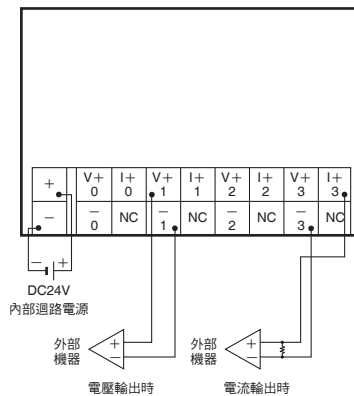 + V+ 0 I+ 0 V+ 1 I+ 1 V+ 2 I+ 2 V+ 3 I+ 3
− − 0 NC − 1 NC − 2 NC − 3 NC
− +
DC24V
內部迴路電源
外部 機器 + −
外部 機器 + −
電壓輸出時 電流輸出時